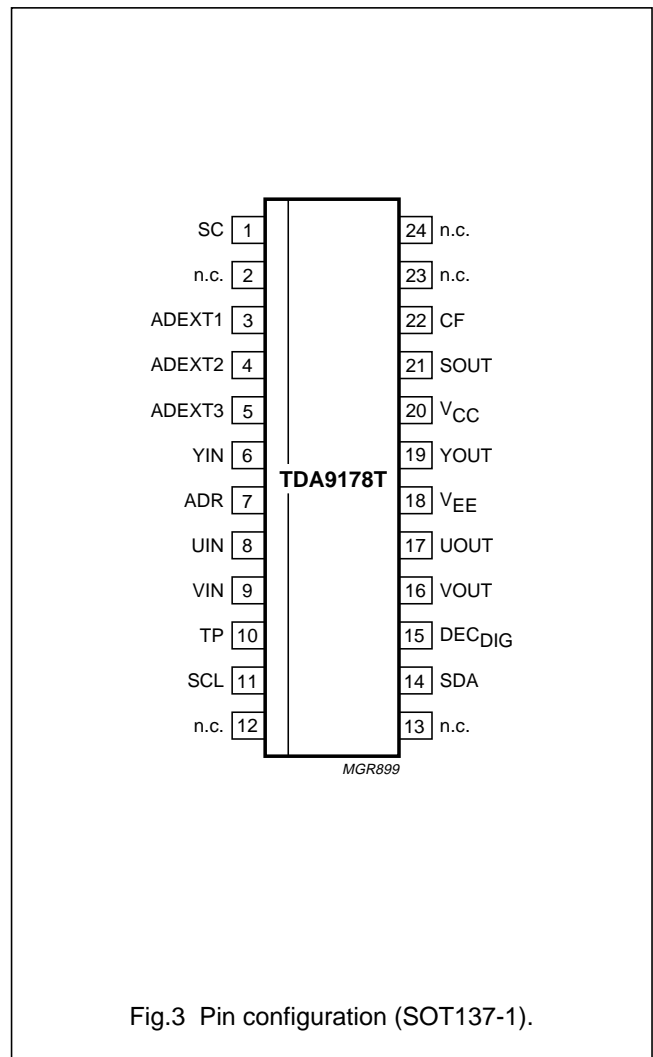 SC 1 24 n.c.
n.c. 2 23 n.c.
ADEXT1 3 22 CF
ADEXT2 4 21 SOUT
ADEXT3 5 20 VCC
YIN 6 19 YOUT
TDA9178T
ADR 7 18 VEE
UIN 8 17 UOUT
VIN 9 16 VOUT
TP 10 15 DECDIG
SCL 11 14 SDA
n.c. 12 13 n.c.
MGR899
Fig.3 Pin configuration (SOT137-1).